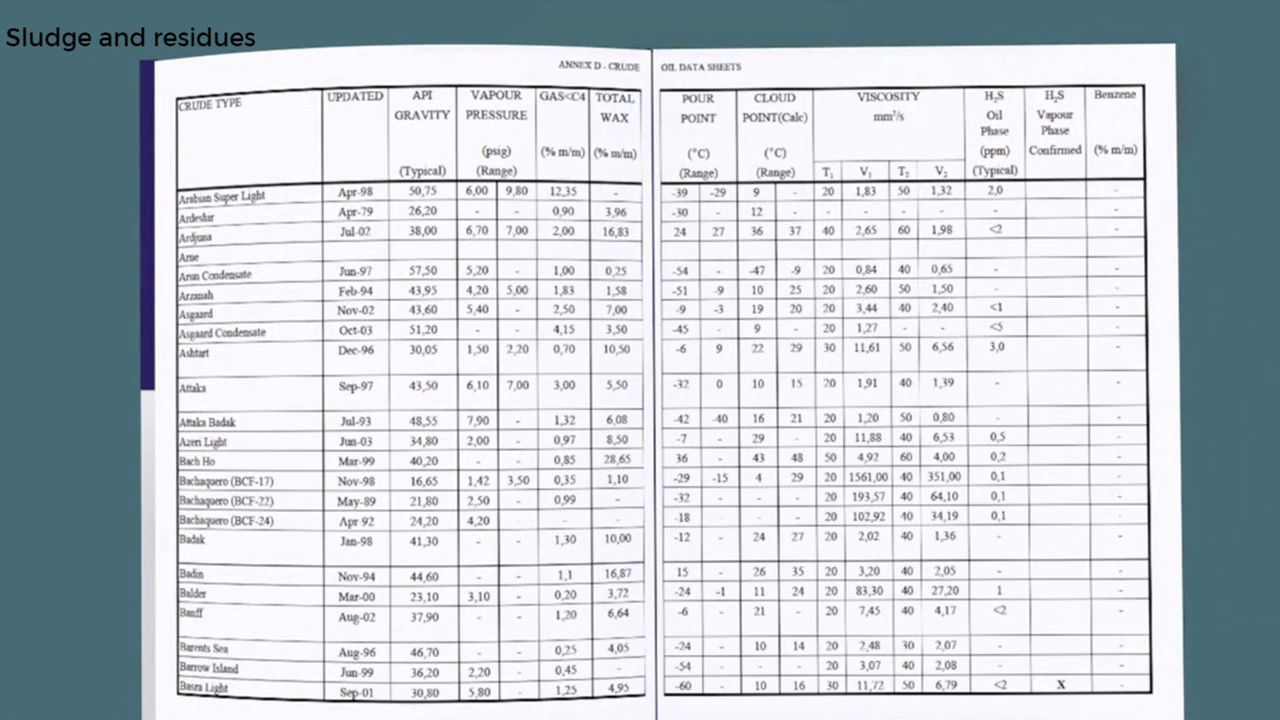 Sludge and residues
ANNEX D - CRUDE OIL DATA SHEETS
CRUDE TYPE UPDATED API GRAVITY (Typical) VAPOUR PRESSURE (psig) (Range) GAS<C4 (% m/m) TOTAL WAX (% m/m) POUR POINT (°C) (Range) CLOUD POINT(Calc) (°C) (Range) VISCOSITY mm²/s T₁ V₁ T₂ V₂ H₂S Oil Phase (ppm) (Typical) H₂S Vapour Phase Confirmed Benzene (% m/m)
Arabian Super Light Apr-98 50,75 6,00 9,80 12,35 - -39 -29 9 - 20 1,83 50 1,32 2,0 -
Ardeshir Apr-79 26,20 - - 0,90 3,96 -30 12 - - - - - - -
Ardjuna Jul-02 38,00 6,70 7,00 2,00 16,83 24 27 36 37 40 2,65 60 1,98 <2 -
Arne
Arun Condensate Jun-97 57,50 5,20 - 1,00 0,25 -54 - -47 -9 20 0,84 40 0,65 - -
Arzanah Feb-94 43,95 4,20 5,00 1,83 1,58 -51 -9 10 25 20 2,60 50 1,50 -
Asgaard Nov-02 43,60 5,40 - 2,50 7,00 -9 -3 19 20 20 3,44 40 2,40 <1 -
Asgaard Condensate Oct-03 51,20 - - 4,15 3,50 -45 - 9 - 20 1,27 - - <5 -
Ashtart Dec-96 30,05 1,50 2,20 0,70 10,50 -6 9 22 29 30 11,61 50 6,56 3,0 -
Attaka Sep-97 43,50 6,10 7,00 3,00 5,50 -32 0 10 15 20 1,91 40 1,39 - -
Attaka Badak Jul-93 48,55 7,90 - 1,32 6,08 -42 -40 16 21 20 1,20 50 0,80 - -
Azeri Light Jun-03 34,80 2,00 - 0,97 8,50 -7 - 29 - 20 11,88 40 6,53 0,5 -
Bach Ho Mar-99 40,20 - - 0,85 28,65 36 - 43 48 50 4,92 60 4,00 0,2 -
Bachaquero (BCF-17) Nov-98 16,65 1,42 3,50 0,35 1,10 -29 -15 4 29 20 1561,00 40 351,00 0,1 -
Bachaquero (BCF-22) May-89 21,80 2,50 - 0,99 - -32 - - - 20 193,57 40 64,10 0,1 -
Bachaquero (BCF-24) Apr 92 24,20 4,20 - - - -18 - - 20 102,92 40 34,19 0,1 -
Badak Jan-98 41,30 - - 1,30 10,00 -12 - 24 27 20 2,02 40 1,36 - -
Badin Nov-94 44,60 - - 1,1 16,87 15 - 26 35 20 3,20 40 2,05 - -
Balder Mar-00 23,10 3,10 - 0,20 3,72 -24 -1 11 24 20 83,30 40 27,20 1 -
Banff Aug-02 37,90 - - 1,20 6,64 -6 - 21 - 20 7,45 40 4,17 <2 -
Barents Sea Aug-96 46,70 - - 0,25 4,05 -24 - 10 14 20 2,48 30 2,07 - -
Barrow Island Jun-99 36,20 2,20 - 0,45 - -54 - - - 20 3,07 40 2,08 - -
Basra Light Sep-01 30,80 5,80 - 1,25 4,95 -60 - 10 16 30 11,72 50 6,79 <2 X -